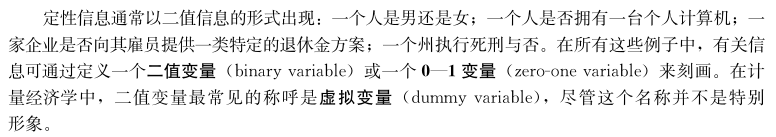 定性信息通常以二值信息的形式出现：一个人是男还是女；一个人是否拥有一台个人计算机；一
家企业是否向其雇员提供一类特定的退休金方案；一个州执行死刑与否。在所有这些例子中，有关信
息可通过定义一个二值变量（binary variable）或一个 0—1 变量（zero-one variable）来刻画。在计
量经济学中，二值变量最常见的称呼是虚拟变量（dummy variable），尽管这个名称并不是特别
形象。